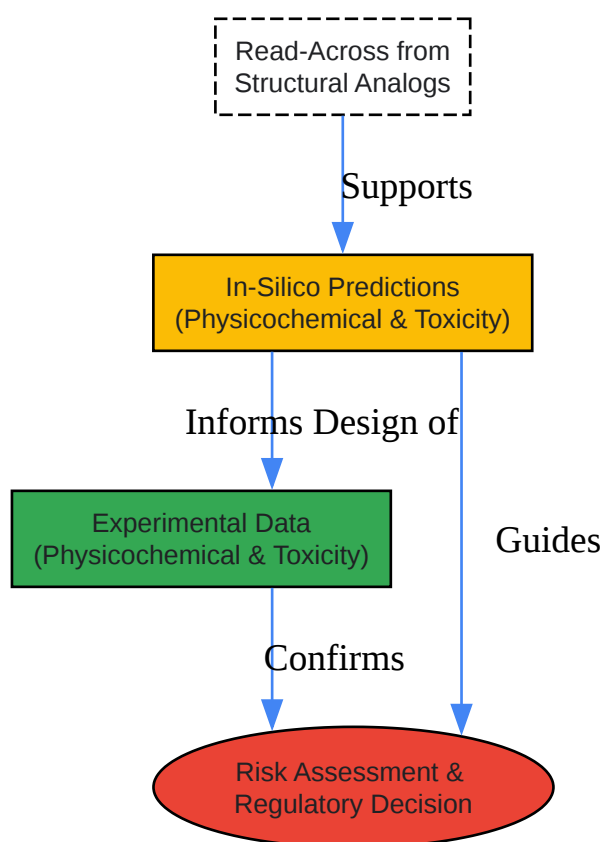 Read-Across from
Structural Analogs
Supports
In-Silico Predictions
(Physicochemical & Toxicity)
Informs Design of
Experimental Data
(Physicochemical & Toxicity)
Guides
Confirms
Risk Assessment &
Regulatory Decision